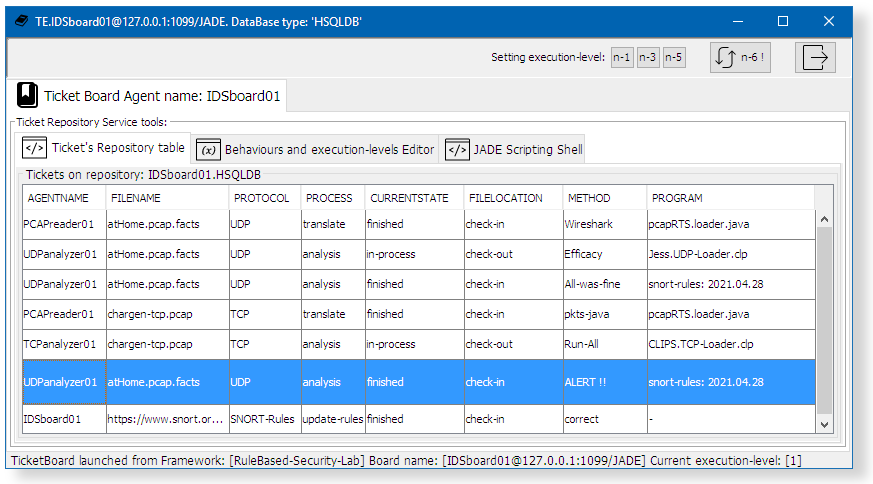 TE.IDSboard01@127.0.0.1:1099/JADE. DataBase type: 'HSQLDB'
Setting execution-level: n-1 n-3 n-5 n-6 !
Ticket Board Agent name: IDSboard01
Ticket Repository Service tools:
</> Ticket's Repository table (x) Behaviours and execution-levels Editor </> JADE Scripting Shell
Tickets on repository: IDSboard01.HSQLDB
AGENTNAME FILENAME PROTOCOL PROCESS CURRENTSTATE FILELOCATION METHOD PROGRAM
PCAPreader01 atHome.pcap.facts UDP translate finished check-in Wireshark pcapRTS.loader.java
UDPanalyzer01 atHome.pcap.facts UDP analysis in-process check-out Efficacy Jess.UDP-Loader.clp
UDPanalyzer01 atHome.pcap.facts UDP analysis finished check-in All-was-fine snort-rules: 2021.04.28
PCAPreader01 chargen-tcp.pcap TCP translate finished check-in pkts-java pcapRTS.loader.java
TCPanalyzer01 chargen-tcp.pcap TCP analysis in-process check-out Run-All CLIPS.TCP-Loader.clp
UDPanalyzer01 atHome.pcap.facts UDP analysis finished check-in ALERT !! snort-rules: 2021.04.28
IDSboard01 https://www.snort.or... SNORT-Rules update-rules finished check-in correct -
TicketBoard launched from Framework: [RuleBased-Security-Lab] Board name: [IDSboard01@127.0.0.1:1099/JADE] Current execution-level: [1]